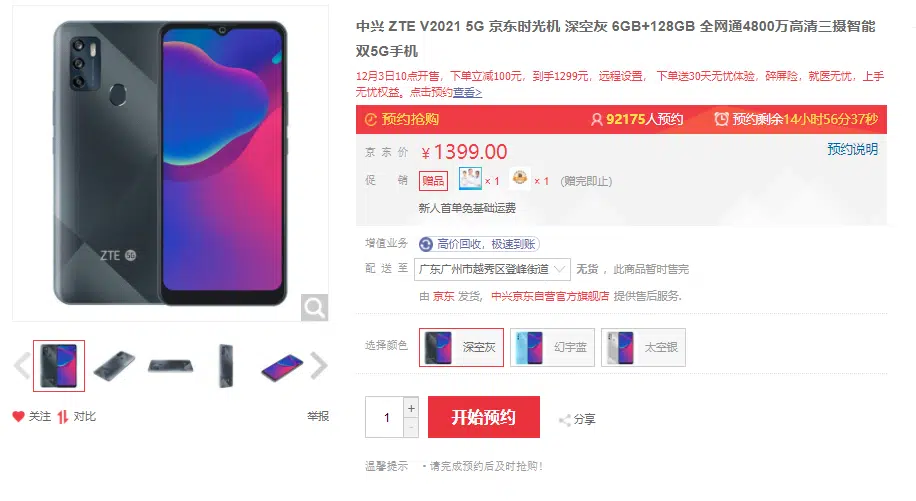 中兴 ZTE V2021 5G 京东时光机 深空灰 6GB+128GB 全网通4800万高清三摄智能
双5G手机
12月3日10点开售，下单立减100元，到手1299元，远程设置， 下单送30天无忧体验，碎屏险，就医无忧，上手
无忧权益。点击预约查看>
预约抢购 92175人预约 预约剩余14小时56分37秒
京东价 ￥1399.00 预约说明
促销 赠品 × 1 × 1 (赠完即止)
新人首单免基础运费
增值业务 高价回收，极速到账
配送至 广东广州市越秀区登峰街道 无货 ，此商品暂时售完
由 京东 发货， 中兴京东自营官方旗舰店 提供售后服务.
选择颜色 深空灰 幻宇蓝 太空银
1 + - 开始预约 分享
温馨提示 ·请完成预约后及时抢购！
ZTE 5G
关注 对比 举报